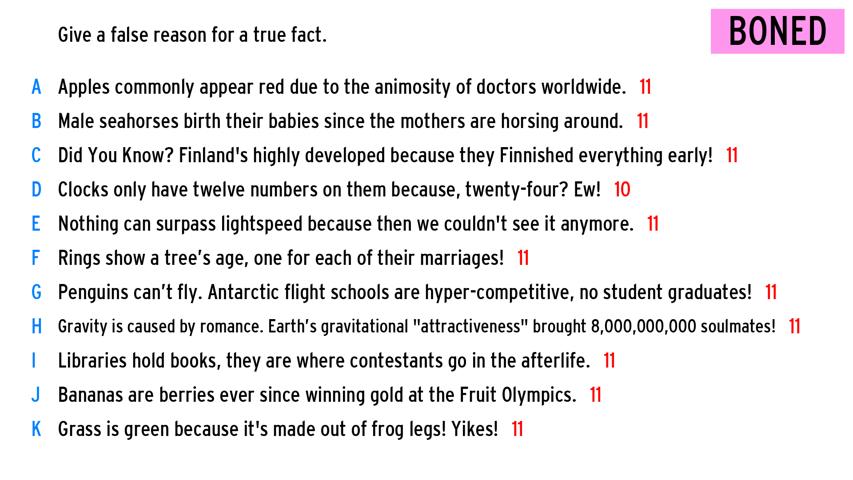 Give a false reason for a true fact.
BONED
A Apples commonly appear red due to the animosity of doctors worldwide. 11
B Male seahorses birth their babies since the mothers are horsing around. 11
C Did You Know? Finland's highly developed because they Finnished everything early! 11
D Clocks only have twelve numbers on them because, twenty-four? Ew! 10
E Nothing can surpass lightspeed because then we couldn't see it anymore. 11
F Rings show a tree’s age, one for each of their marriages! 11
G Penguins can’t fly. Antarctic flight schools are hyper-competitive, no student graduates! 11
H Gravity is caused by romance. Earth’s gravitational "attractiveness" brought 8,000,000,000 soulmates! 11
I Libraries hold books, they are where contestants go in the afterlife. 11
J Bananas are berries ever since winning gold at the Fruit Olympics. 11
K Grass is green because it's made out of frog legs! Yikes! 11